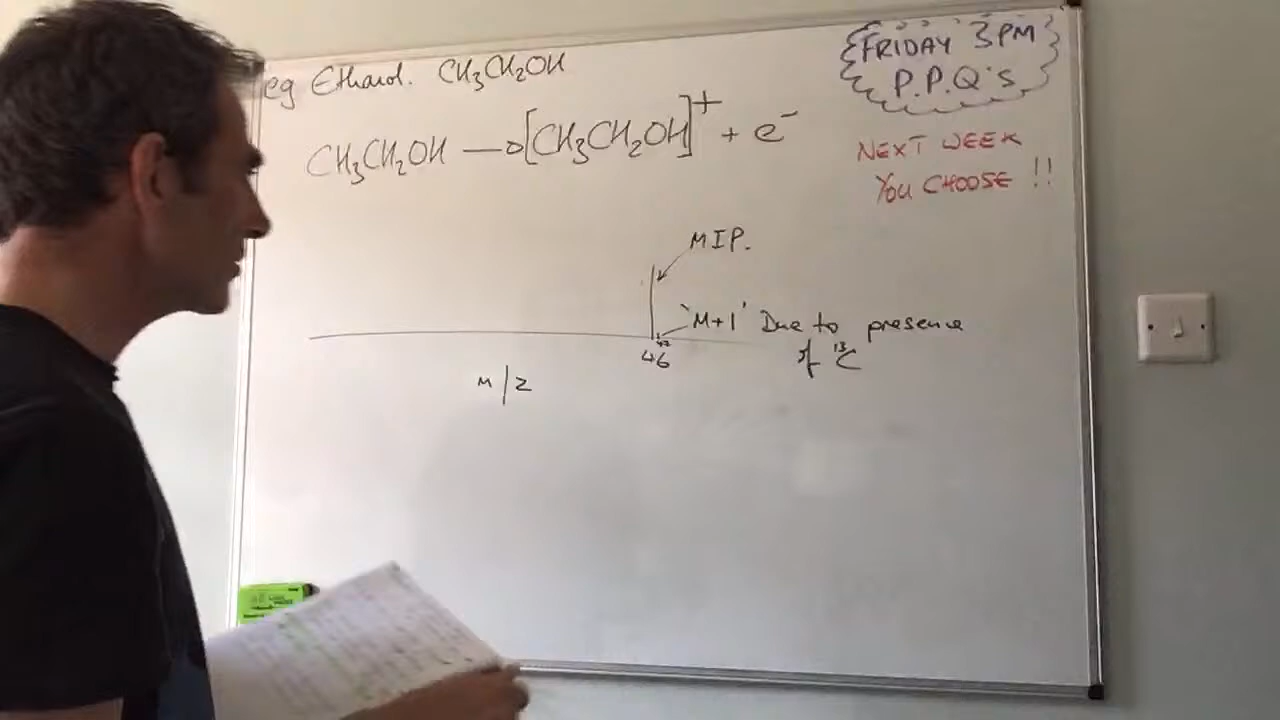 eg Ethanol. CH₃CH₂OH
CH₃CH₂OH → [CH₃CH₂OH]⁺ + e⁻
FRIDAY 3PM
P.P.Q'S
NEXT WEEK
YOU CHOOSE !!
MIP.
'M+1' Due to presence
of ¹³C
47
46
M/Z